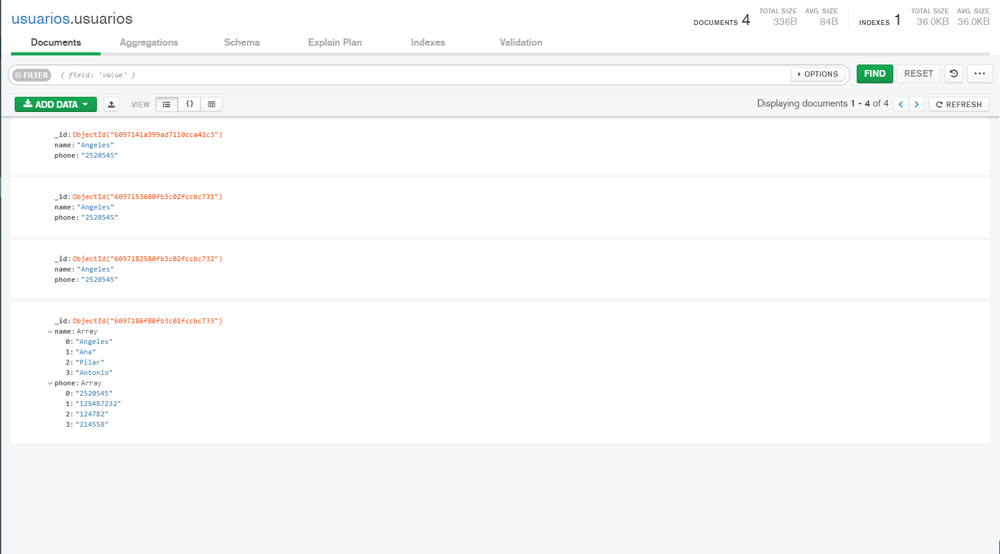 usuarios.usuarios
DOCUMENTS 4
TOTAL SIZE
336B
AVG. SIZE
84B
INDEXES 1
TOTAL SIZE
36.0KB
AVG. SIZE
36.0KB
Documents Aggregations Schema Explain Plan Indexes Validation
FILTER { field: 'value' } OPTIONS FIND RESET
ADD DATA VIEW {} Displaying documents 1 - 4 of 4 REFRESH
_id: ObjectId("6097141a399ad7110cca42c3")
name: "Angeles"
phone: "2520545"
_id: ObjectId("6097153680fb3c02fccbc731")
name: "Angeles"
phone: "2520545"
_id: ObjectId("6097182580fb3c02fccbc732")
name: "Angeles"
phone: "2520545"
_id: ObjectId("6097186f80fb3c02fccbc733")
name: Array
0: "Angeles"
1: "Ana"
2: "Pilar"
3: "Antonio"
phone: Array
0: "2520545"
1: "125487232"
2: "124782"
3: "214558"